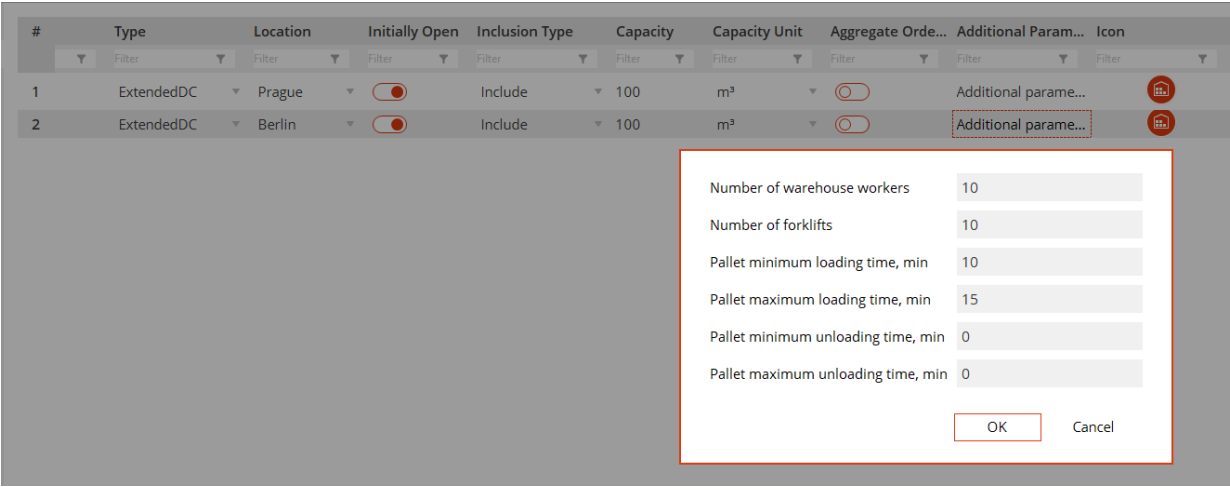 # Type Location Initially Open Inclusion Type Capacity Capacity Unit Aggregate Orde... Additional Param... Icon
Filter Filter Filter Filter Filter Filter Filter Filter Filter
1 ExtendedDC Prague Include 100 m³ Additional parame...
2 ExtendedDC Berlin Include 100 m³ Additional parame...
Number of warehouse workers 10
Number of forklifts 10
Pallet minimum loading time, min 10
Pallet maximum loading time, min 15
Pallet minimum unloading time, min 0
Pallet maximum unloading time, min 0
OK Cancel